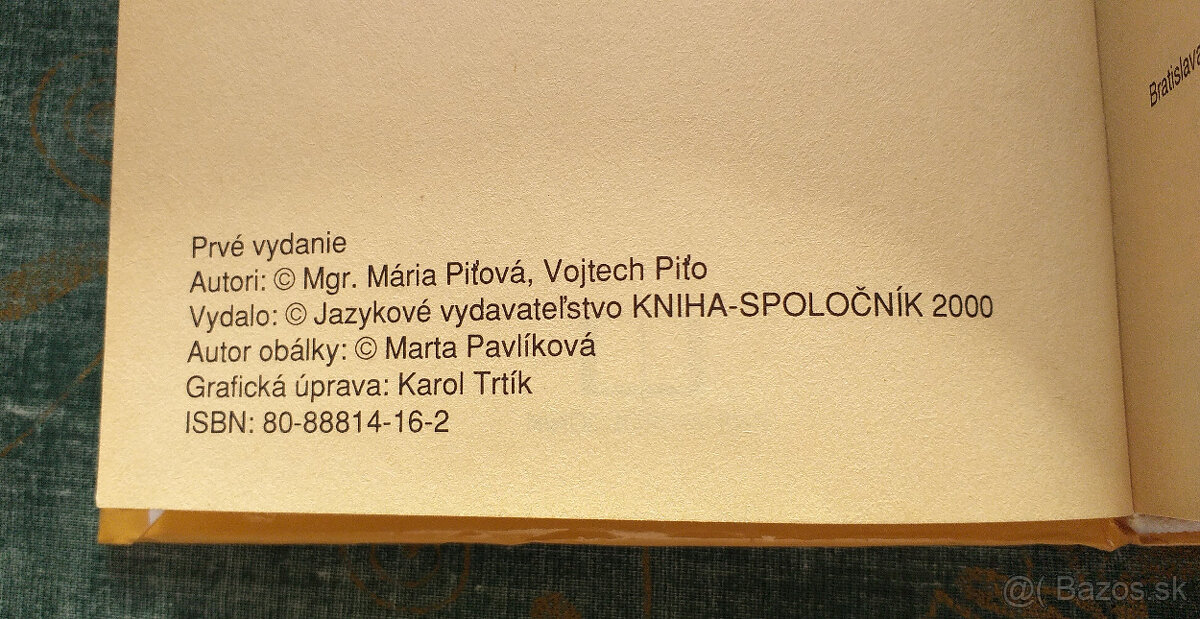 Prvé vydanie
Autori: © Mgr. Mária Piťová, Vojtech Piťo
Vydalo: © Jazykové vydavateľstvo KNIHA-SPOLOČNÍK 2000
Autor obálky: © Marta Pavlíková
Grafická úprava: Karol Trtík
ISBN: 80-88814-16-2
Bratislava
@( Bazos.sk